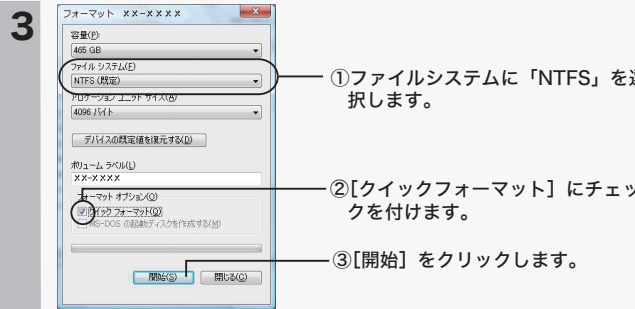 3
フォーマット XX-XXXX
容量(P):
465 GB
ファイル システム(F)
NTFS (既定)
アロケーション ユニット サイズ(A)
4096 バイト
デバイスの既定値を復元する(D)
ボリューム ラベル(L)
XX-XXXX
フォーマット オプション(O)
クイック フォーマット(Q)
MS-DOS の起動ディスクを作成する(M)
開始(S)
閉じる(C)
①ファイルシステムに「NTFS」を選
択します。
②[クイックフォーマット］にチェッ
クを付けます。
③[開始］をクリックします。